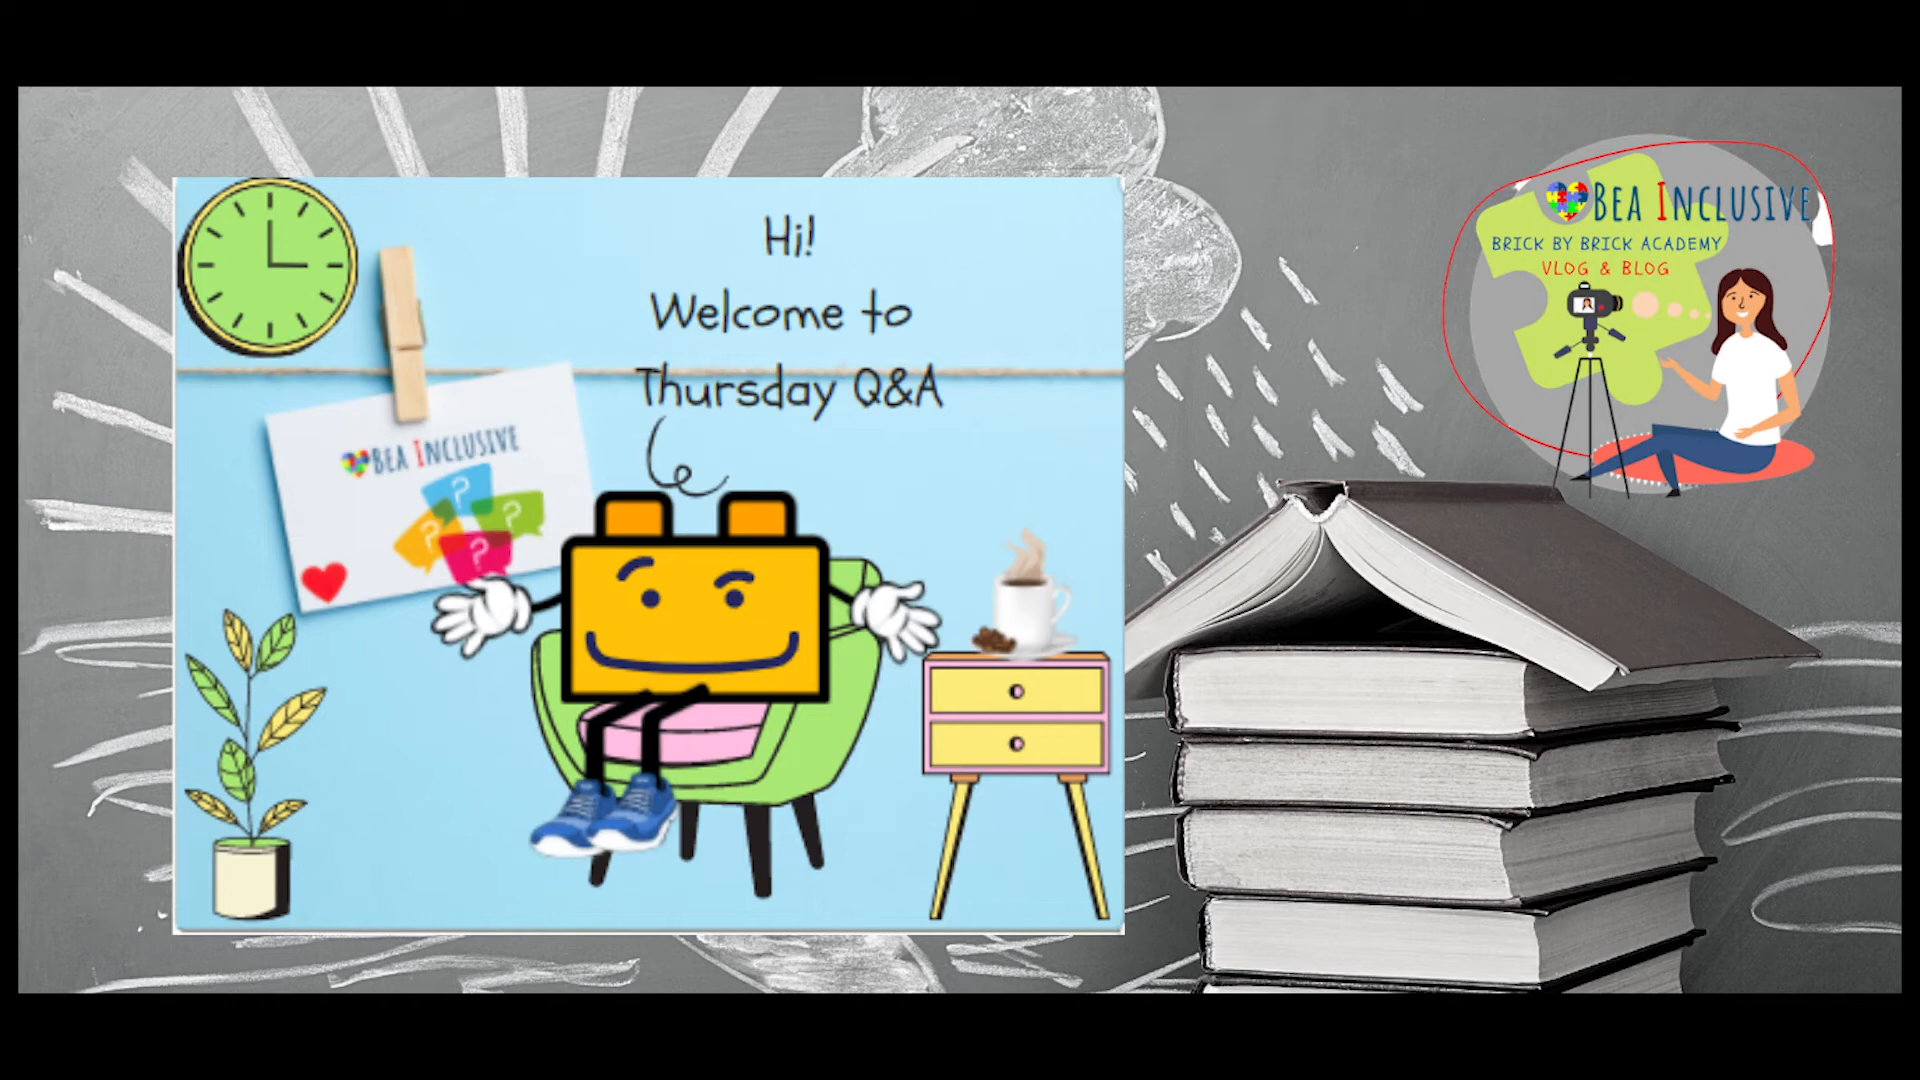 Hi!
Welcome to
Thursday Q&A
BEA INCLUSIVE
? ? ? ?
BEA INCLUSIVE
BRICK BY BRICK ACADEMY
VLOG & BLOG